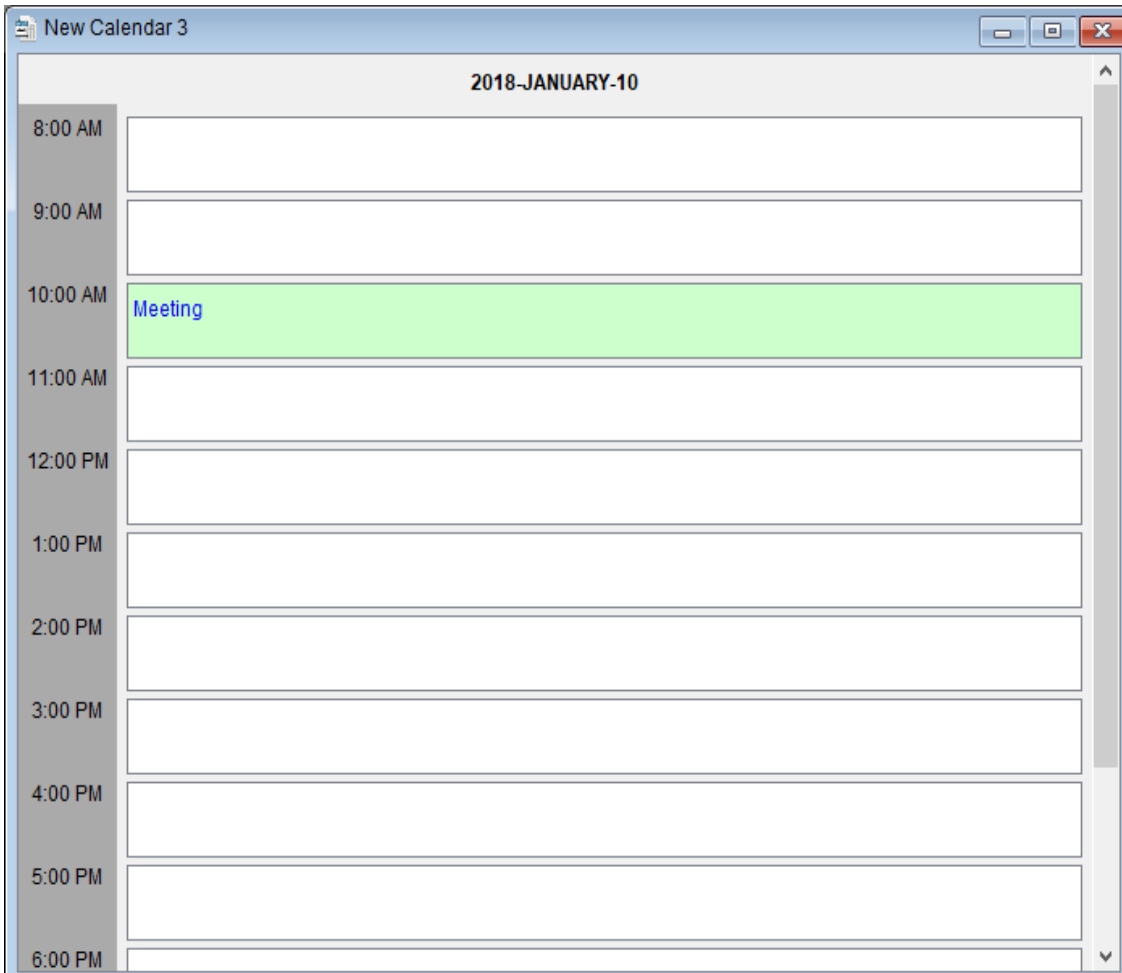 New Calendar 3
2018-JANUARY-10
8:00 AM
9:00 AM
10:00 AM
Meeting
11:00 AM
12:00 PM
1:00 PM
2:00 PM
3:00 PM
4:00 PM
5:00 PM
6:00 PM